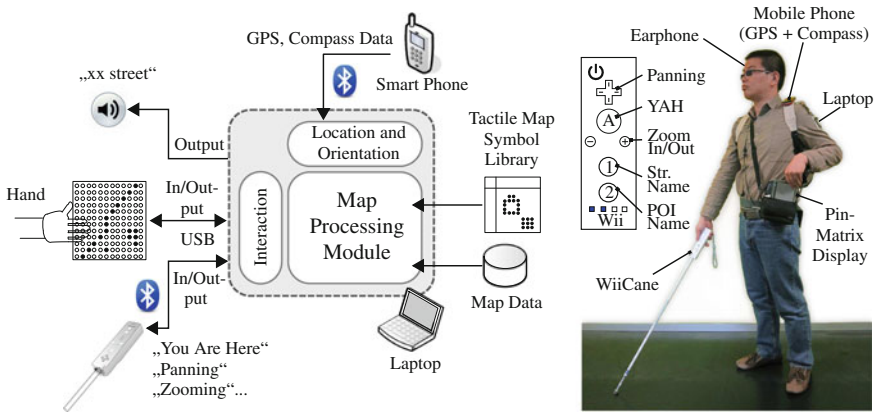 GPS, Compass Data
Smart Phone
„xx street“
Output
Location and
Orientation
Tactile Map
Symbol
Library
Hand
In/Out-
put
USB
In/Out-
put
Interaction
Map
Processing
Module
Map Data
Laptop
„You Are Here“
„Panning“
„Zooming“...
Mobile Phone
(GPS + Compass)
Earphone
Panning
A
YAH
Laptop
Zoom
In/Out
1
Str.
Name
2
POI
Name
Wii
Pin-
Matrix
Display
WiiCane